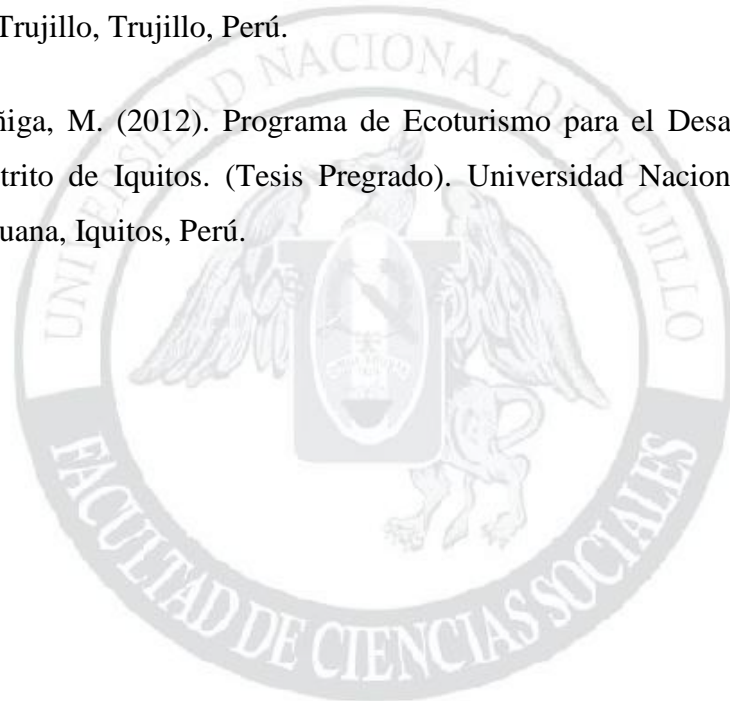 Trujillo, Trujillo, Perú.
ñiga, M. (2012). Programa de Ecoturismo para el Desa
trito de Iquitos. (Tesis Pregrado). Universidad Nacion
uana, Iquitos, Perú.
UNIVERSIDAD NACIONAL DE TRUJILLO
FACULTAD DE CIENCIAS SOCIALES